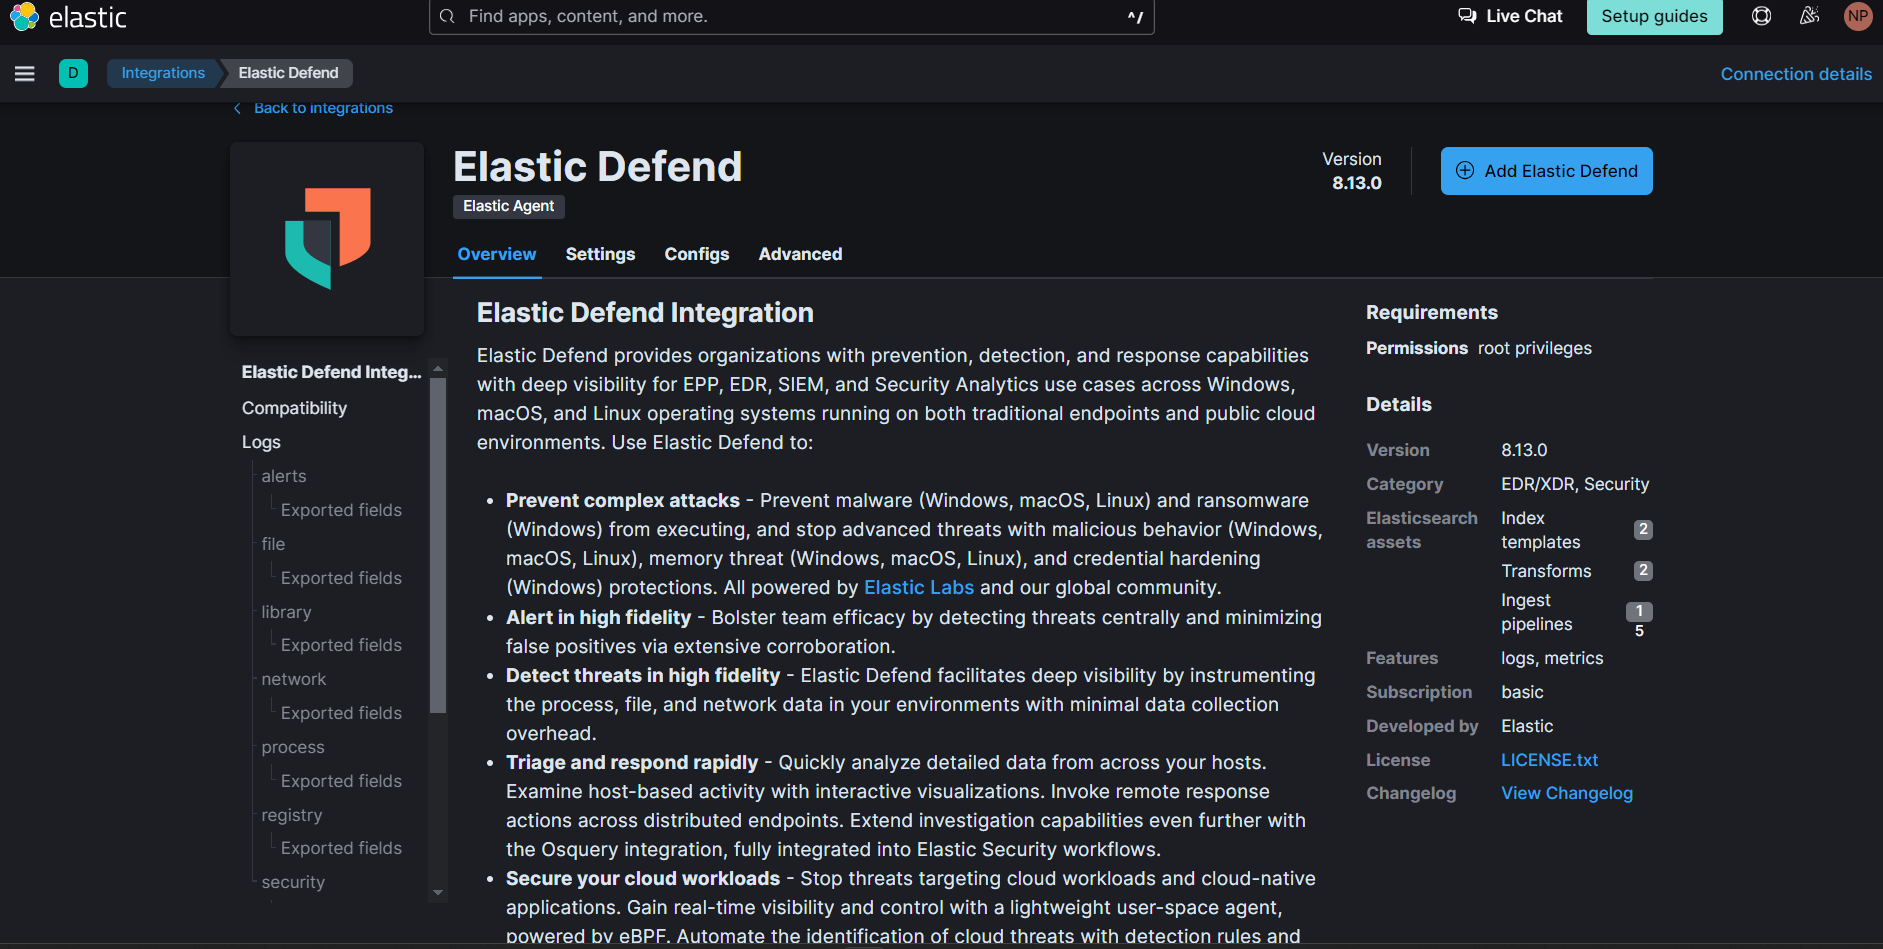 elastic
Find apps, content, and more.
^/
Live Chat
Setup guides
NP
D
Integrations
Elastic Defend
Connection details
Back to integrations
Elastic Defend
Elastic Agent
Version
8.13.0
Add Elastic Defend
Overview
Settings
Configs
Advanced
Elastic Defend Integ...
Compatibility
Logs
alerts
Exported fields
file
Exported fields
library
Exported fields
network
Exported fields
process
Exported fields
registry
Exported fields
security
Elastic Defend Integration
Elastic Defend provides organizations with prevention, detection, and response capabilities
with deep visibility for EPP, EDR, SIEM, and Security Analytics use cases across Windows,
macOS, and Linux operating systems running on both traditional endpoints and public cloud
environments. Use Elastic Defend to:
• Prevent complex attacks - Prevent malware (Windows, macOS, Linux) and ransomware
(Windows) from executing, and stop advanced threats with malicious behavior (Windows,
macOS, Linux), memory threat (Windows, macOS, Linux), and credential hardening
(Windows) protections. All powered by Elastic Labs and our global community.
• Alert in high fidelity - Bolster team efficacy by detecting threats centrally and minimizing
false positives via extensive corroboration.
• Detect threats in high fidelity - Elastic Defend facilitates deep visibility by instrumenting
the process, file, and network data in your environments with minimal data collection
overhead.
• Triage and respond rapidly - Quickly analyze detailed data from across your hosts.
Examine host-based activity with interactive visualizations. Invoke remote response
actions across distributed endpoints. Extend investigation capabilities even further with
the Osquery integration, fully integrated into Elastic Security workflows.
• Secure your cloud workloads - Stop threats targeting cloud workloads and cloud-native
applications. Gain real-time visibility and control with a lightweight user-space agent,
powered by eBPF. Automate the identification of cloud threats with detection rules and
Requirements
Permissions root privileges
Details
Version 8.13.0
Category EDR/XDR, Security
Elasticsearch assets
Index templates 2
Transforms 2
Ingest pipelines 15
Features logs, metrics
Subscription basic
Developed by Elastic
License LICENSE.txt
Changelog View Changelog